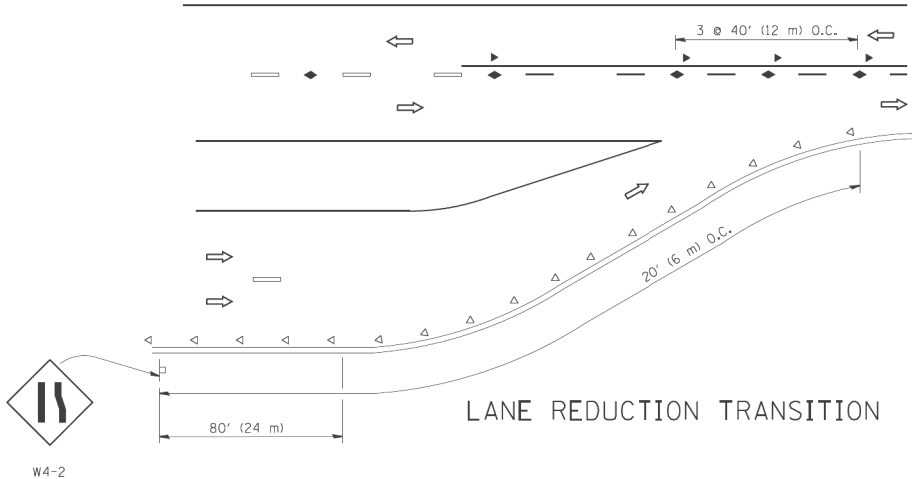 3 @ 40' (12 m) O.C.
20' (6 m) O.C.
LANE REDUCTION TRANSITION
80' (24 m)
W4-2